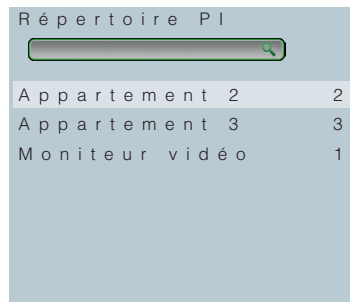 Répertoire PI
Appartement 2 2
Appartement 3 3
Moniteur vidéo 1